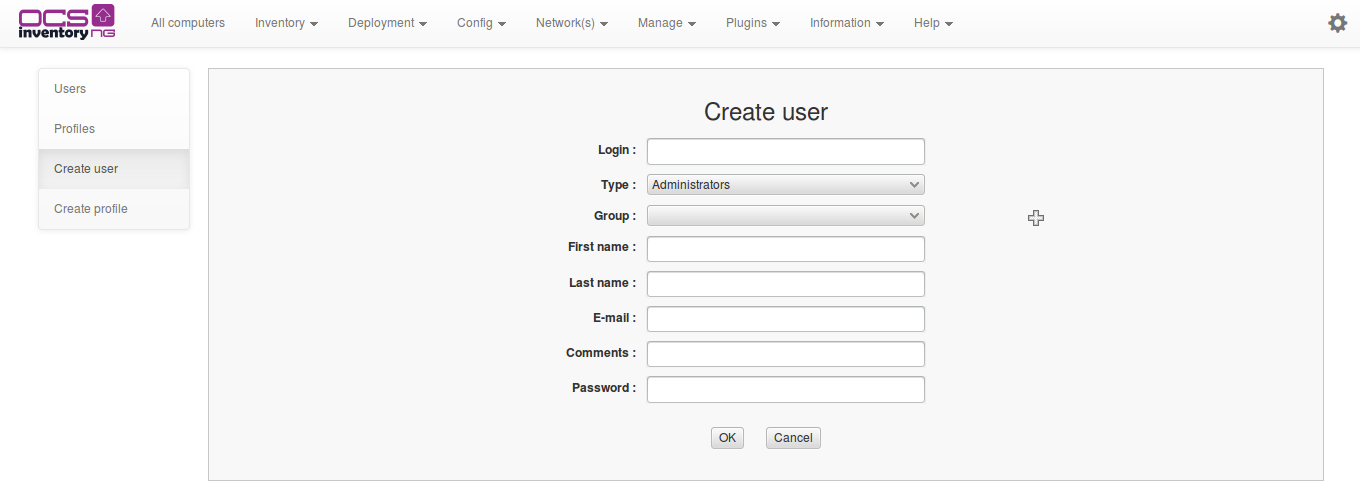 OCS
inventory NG
All computers Inventory Deployment Config Network(s) Manage Plugins Information Help
Users
Profiles
Create user
Create profile
Create user
Login :
Type : Administrators
Group :
First name :
Last name :
E-mail :
Comments :
Password :
OK Cancel